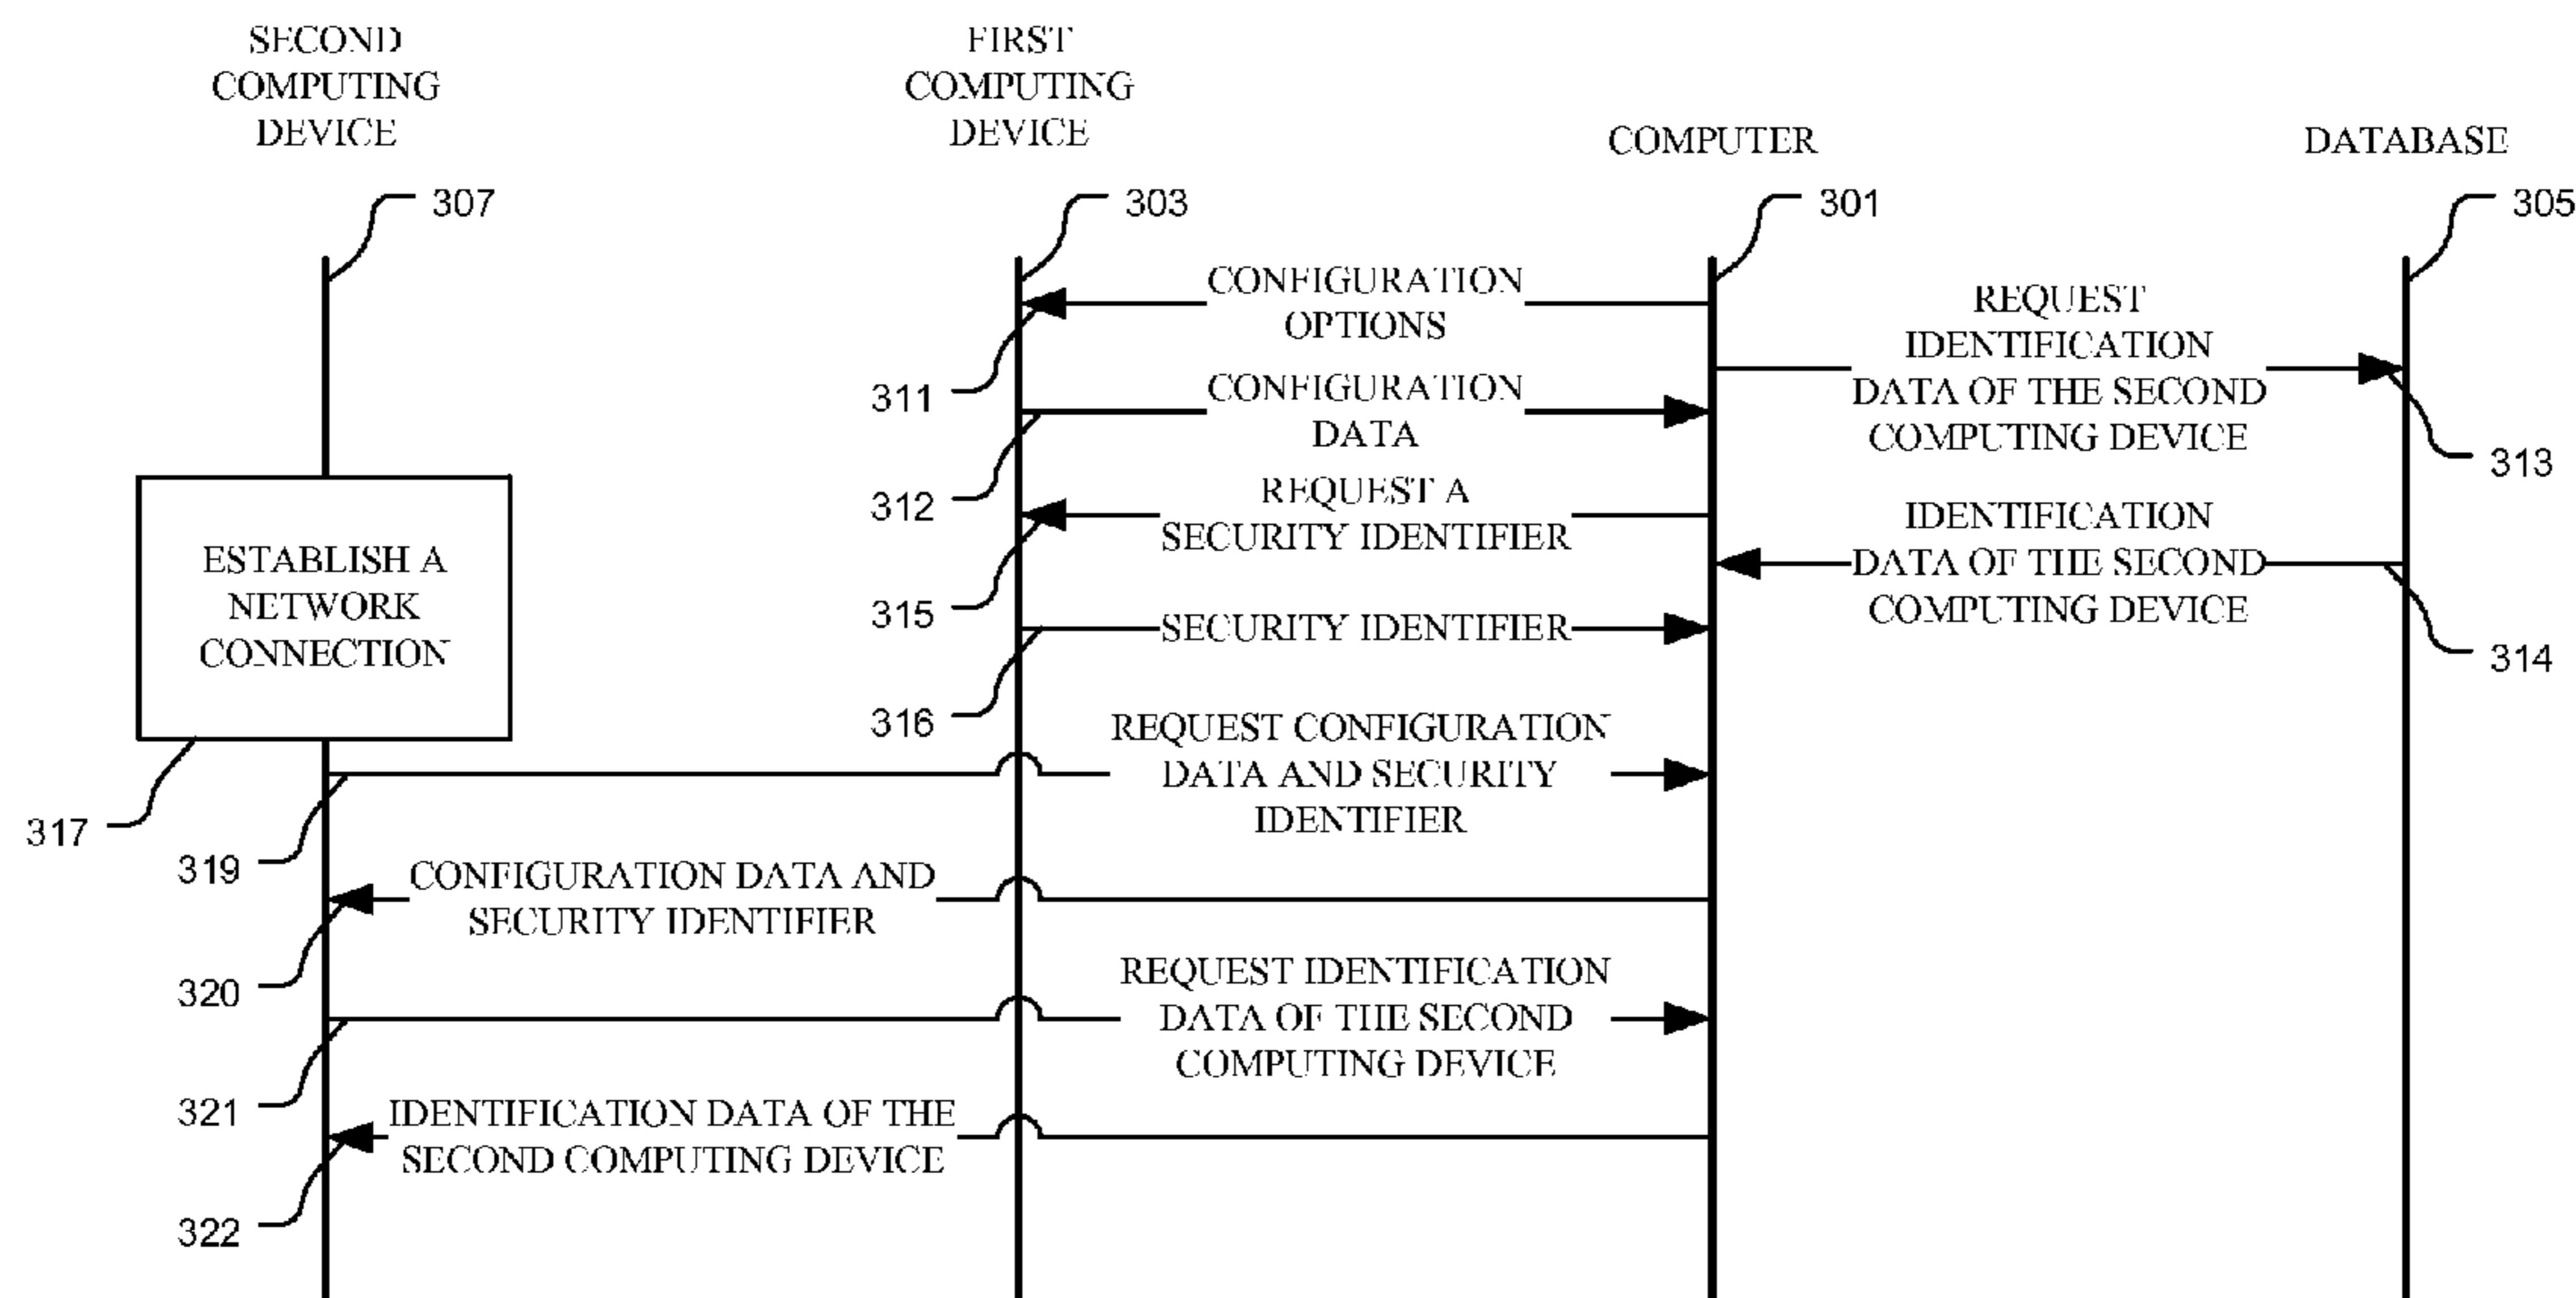 SECOND
COMPUTING
DEVICE
FIRST
COMPUTING
DEVICE
COMPUTER
DATABASE
307
303
301
305
CONFIGURATION
OPTIONS
311
REQUEST
IDENTIFICATION
DATA OF THE SECOND
COMPUTING DEVICE
313
CONFIGURATION
DATA
312
REQUEST A
SECURITY IDENTIFIER
315
IDENTIFICATION
DATA OF THE SECOND
COMPUTING DEVICE
314
ESTABLISH A
NETWORK
CONNECTION
317
SECURITY IDENTIFIER
316
REQUEST CONFIGURATION
DATA AND SECURITY
IDENTIFIER
319
CONFIGURATION DATA AND
SECURITY IDENTIFIER
320
REQUEST IDENTIFICATION
DATA OF THE SECOND
COMPUTING DEVICE
321
IDENTIFICATION DATA OF THE
SECOND COMPUTING DEVICE
322